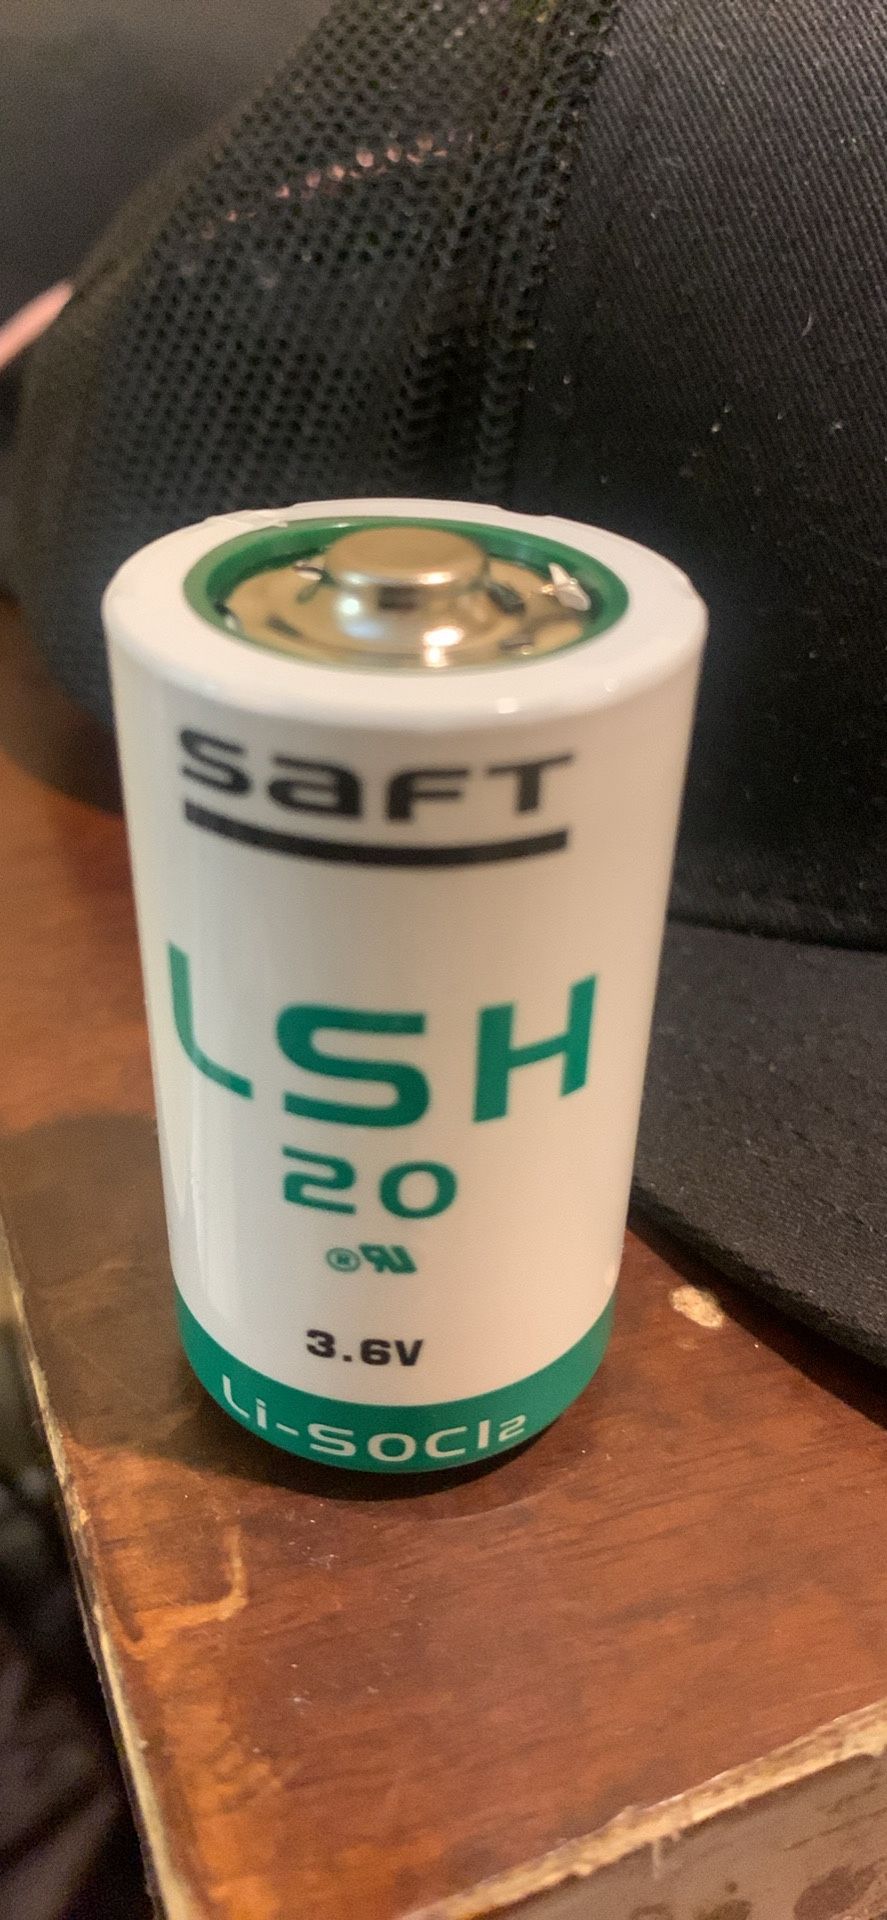 SAFT
LSH
20
3.6V
Li-SOCl2